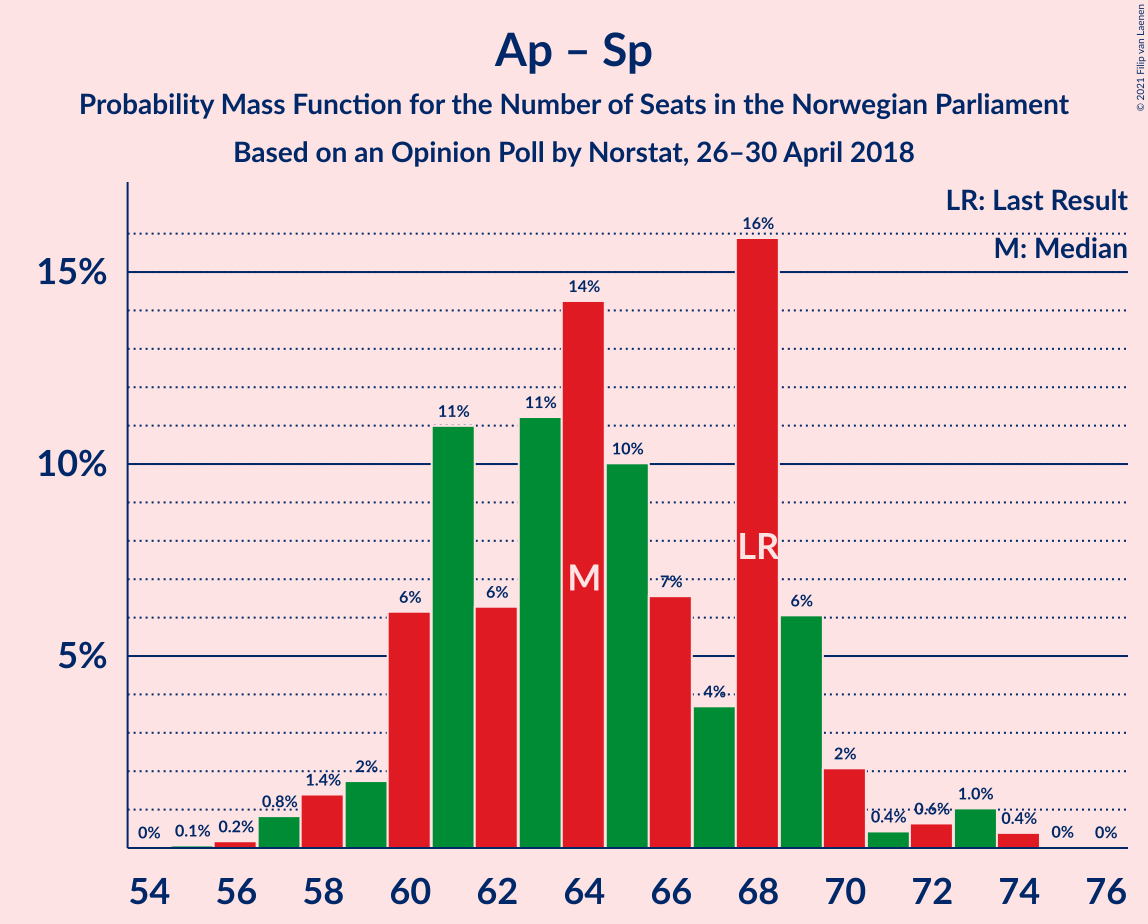 Ap – Sp
Probability Mass Function for the Number of Seats in the Norwegian Parliament
Based on an Opinion Poll by Norstat, 26–30 April 2018
© 2021 Filip van Laenen
LR: Last Result
M: Median
15%
10%
5%
0%
0.1%
0.2%
0.8%
1.4%
2%
6%
11%
6%
11%
14%
10%
7%
4%
16%
6%
2%
0.4%
0.6%
1.0%
0.4%
0%
0%
M
LR
54 56 58 60 62 64 66 68 70 72 74 76